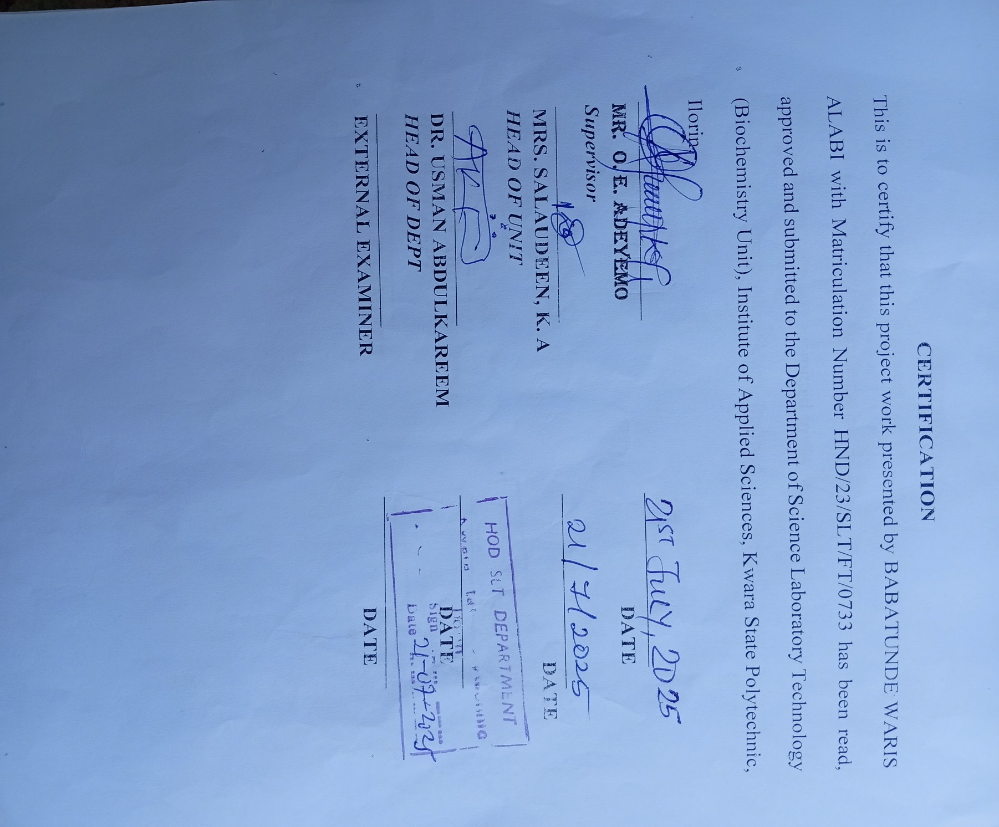 CERTIFICATION
This is to certify that this project work presented by BABATUNDE WARIS
ALABI with Matriculation Number HND/23/SLT/FT/0733 has been read,
approved and submitted to the Department of Science Laboratory Technology
(Biochemistry Unit), Institute of Applied Sciences, Kwara State Polytechnic,
Ilorin.
21ST JULY, 2025
MR. O. E. ADEYEMO
DATE
Supervisor
21/7/2025
MRS. SALAUDEEN, K. A
DATE
HEAD OF UNIT
HOD SLT DEPARTMENT
DR. USMAN ABDULKAREEM
DATE
HEAD OF DEPT
Sign
Date 21-07-2025
EXTERNAL EXAMINER
DATE